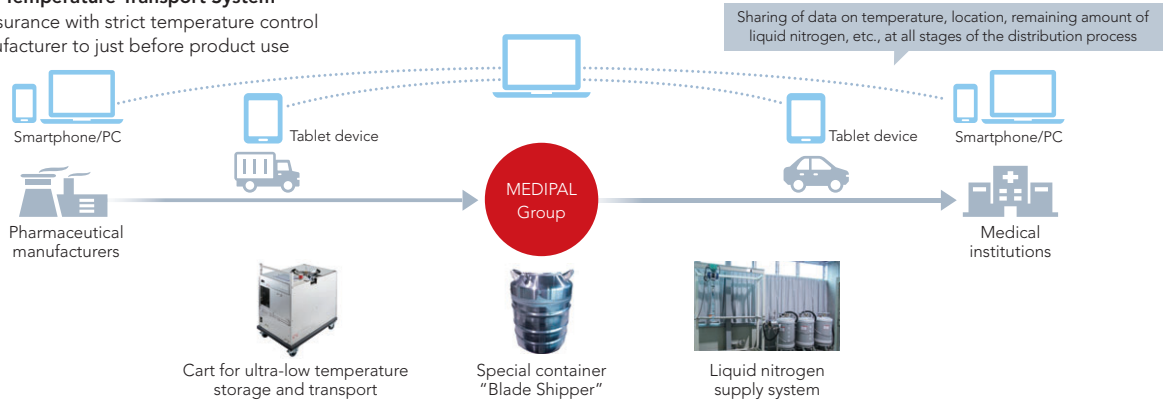 Temperature Transport System
surance with strict temperature control
ufacturer to just before product use
Sharing of data on temperature, location, remaining amount of
liquid nitrogen, etc., at all stages of the distribution process
Smartphone/PC
Tablet device
Tablet device
Smartphone/PC
MEDIPAL
Group
Pharmaceutical
manufacturers
Medical
institutions
Cart for ultra-low temperature
storage and transport
Special container
“Blade Shipper”
Liquid nitrogen
supply system